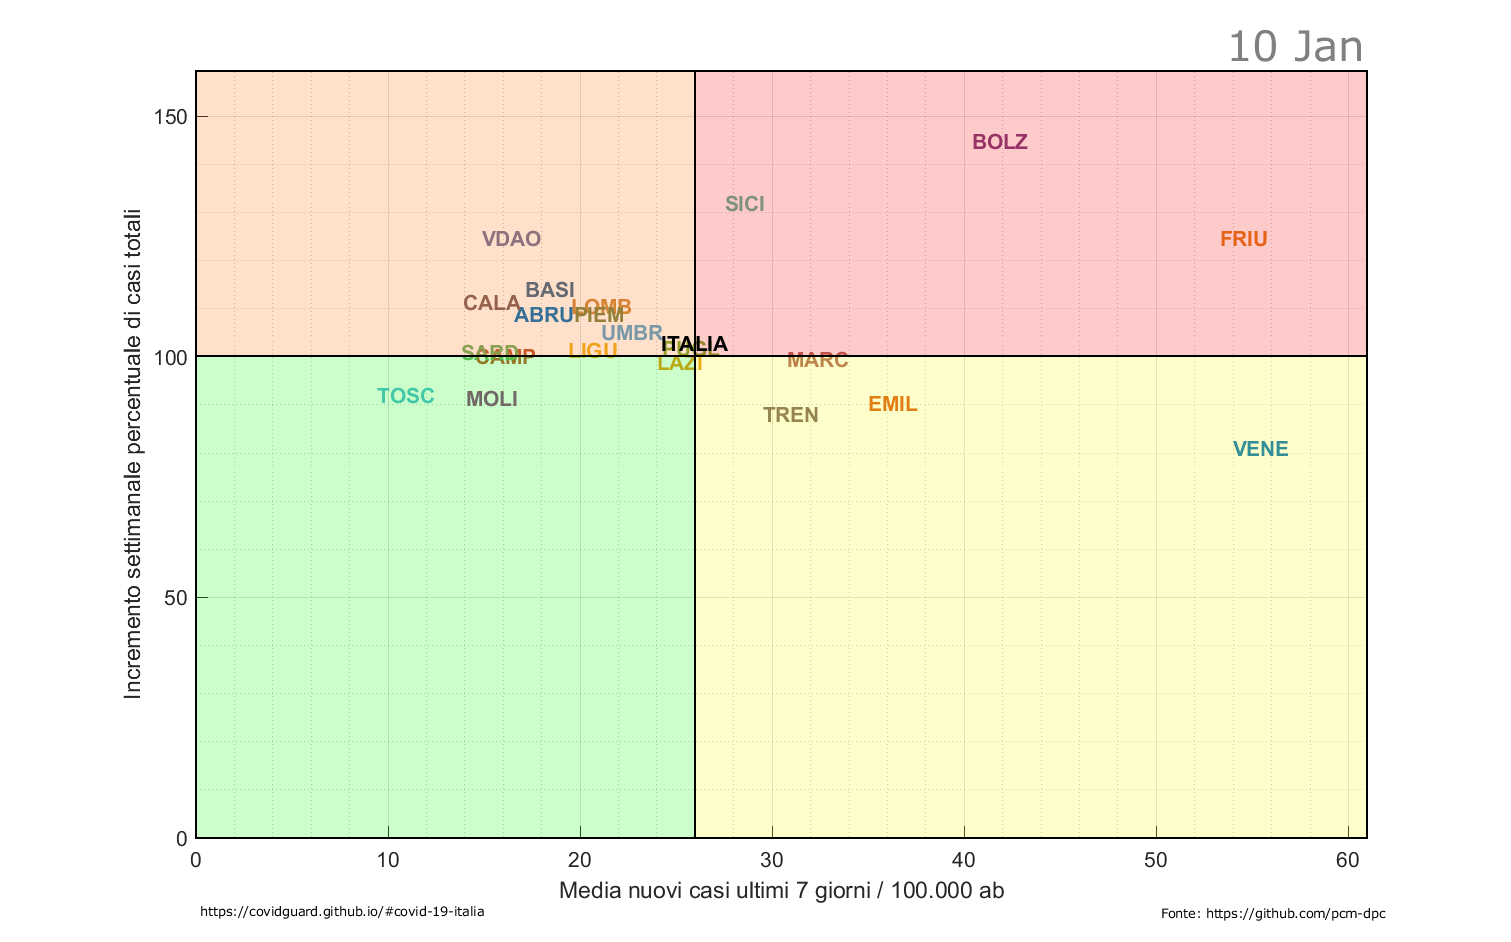 10 Jan
150
BOLZ
SICI
VDAO
FRIU
BASI
CALA
LOMB
ABRU
PIEM
UMBR
ITALIA
PUGL
SARD
CAMP
LIGU
100
LAZI
MARC
TOSC
MOLI
EMIL
TREN
VENE
50
0
0 10 20 30 40 50 60
Incremento settimanale percentuale di casi totali
Media nuovi casi ultimi 7 giorni / 100.000 ab
https://covidguard.github.io/#covid-19-italia
Fonte: https://github.com/pcm-dpc